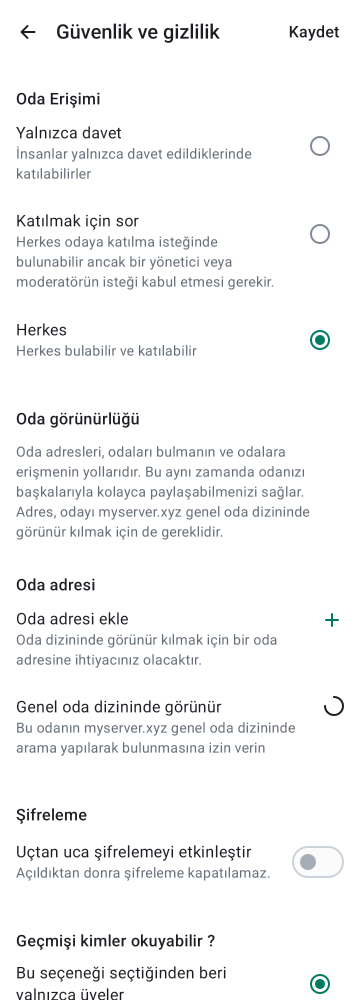 Güvenlik ve gizlilik Kaydet
Oda Erişimi
Yalnızca davet
İnsanlar yalnızca davet edildiklerinde
katılabilirler
Katılmak için sor
Herkes odaya katılma isteğinde
bulunabilir ancak bir yönetici veya
moderatörün isteği kabul etmesi gerekir.
Herkes
Herkes bulabilir ve katılabilir
Oda görünürlüğü
Oda adresleri, odaları bulmanın ve odalara
erişmenin yollarıdır. Bu aynı zamanda odanızı
başkalarıyla kolayca paylaşabilmenizi sağlar.
Adres, odayı myserver.xyz genel oda dizininde
görünür kılmak için de gereklidir.
Oda adresi
Oda adresi ekle
Oda dizininde görünür kılmak için bir oda
adresine ihtiyacınız olacaktır.
Genel oda dizininde görünür
Bu odanın myserver.xyz genel oda dizininde
arama yapılarak bulunmasına izin verin
Şifreleme
Uçtan uca şifrelemeyi etkinleştir
Açıldıktan donra şifreleme kapatılamaz.
Geçmişi kimler okuyabilir ?
Bu seçeneği seçtiğinden beri
yalnızca üyeler